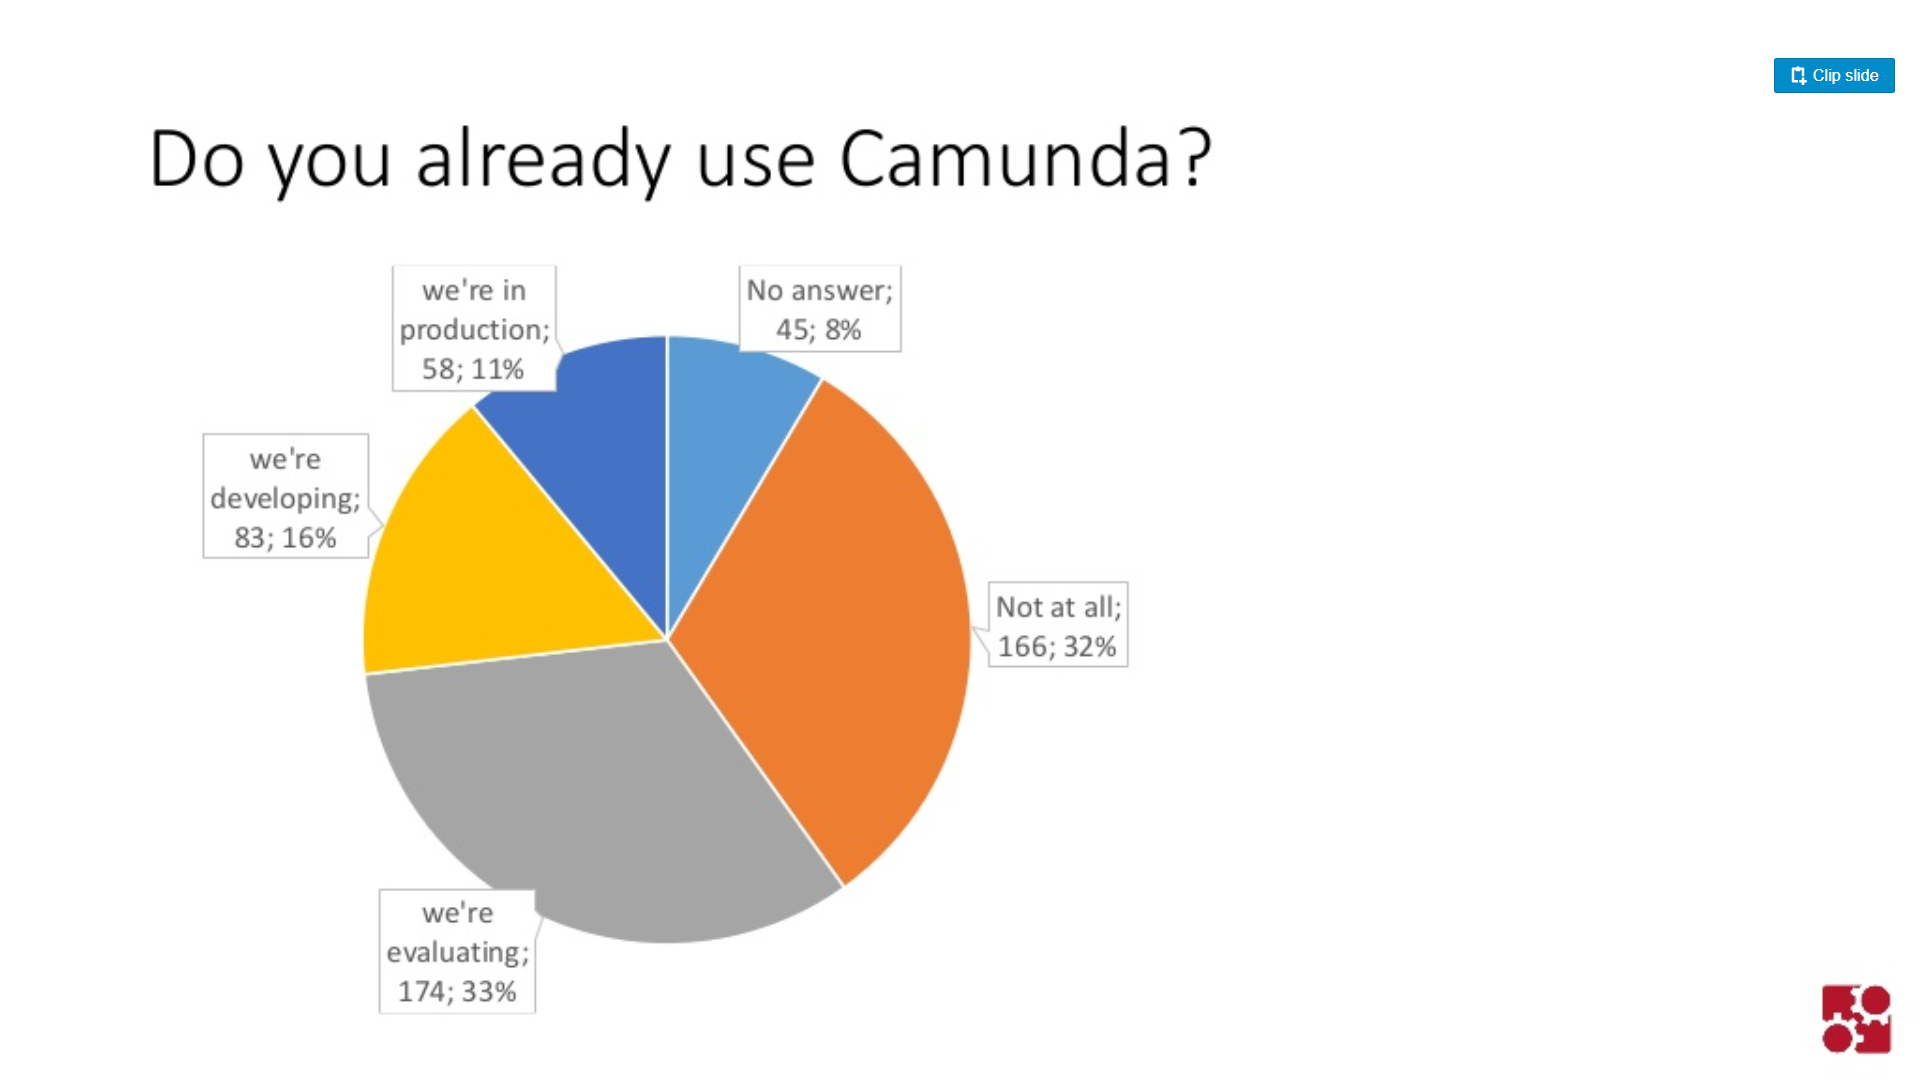 Clip slide
Do you already use Camunda?
we're in
production;
58; 11%
No answer;
45; 8%
we're
developing;
83; 16%
Not at all;
166; 32%
we're
evaluating;
174; 33%